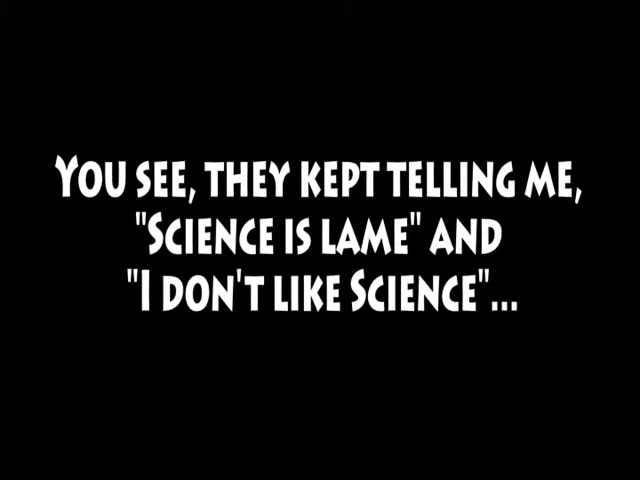 You see, they kept telling me,
"Science is lame" and
"I don't like Science"...